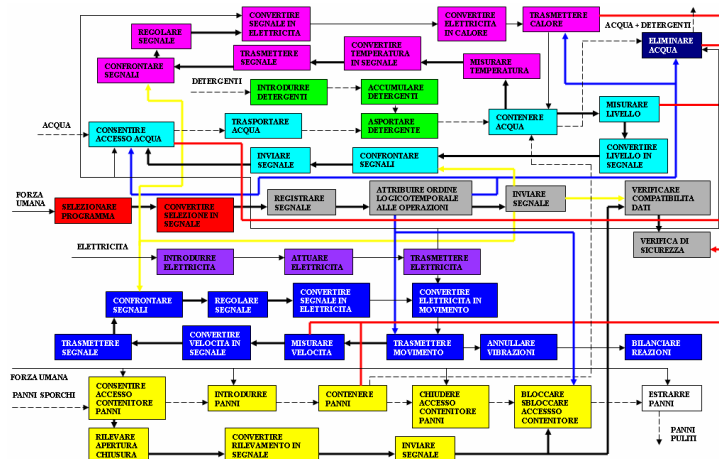 CONVERTIRE
SEGNALE IN
ELETTRICITA
CONVERTIRE
ELETTRICITA
IN CALORE
TRASMETTERE
CALORE
ACQUA + DETERGENTI
REGOLARE
SEGNALE
ELIMINARE
ACQUA
TRASMETTERE
SEGNALE
CONVERTIRE
TEMPERATURA
IN SEGNALE
MISURARE
TEMPERATURA
CONFRONTARE
SEGNALI
DETERGENTI
INTRODURRE
DETERGENTI
ACCUMULARE
DETERGENTI
MISURARE
LIVELLO
ACQUA
CONSENTIRE
ACCESSO ACQUA
TRASPORTARE
ACQUA
ASPORTARE
DETERGENTE
CONTENERE
ACQUA
INVIARE
SEGNALE
CONFRONTARE
SEGNALI
CONVERTIRE
LIVELLO IN
SEGNALE
FORZA
UMANA
SELEZIONARE
PROGRAMMA
CONVERTIRE
SELEZIONE IN
SEGNALE
REGISTRARE
SEGNALE
ATTRIBUIRE ORDINE
LOGICO/TEMPORALE
ALLE OPERAZIONI
INVIARE
SEGNALE
VERIFICARE
COMPATIBILITA
DATI
ELETTRICITA
INTRODURRE
ELETTRICITA
ATTUARE
ELETTRICITA
TRASMETTERE
ELETTRICITA
VERIFICA DI
SICUREZZA
CONFRONTARE
SEGNALI
REGOLARE
SEGNALE
CONVERTIRE
SEGNALE IN
ELETTRICITA
CONVERTIRE
ELETTRICITA IN
MOVIMENTO
TRASMETTERE
SEGNALE
CONVERTIRE
VELOCITA IN
SEGNALE
MISURARE
VELOCITA
TRASMETTERE
MOVIMENTO
ANNULLARE
VIBRAZIONI
BILANCIARE
REAZIONI
FORZA UMANA
PANNI SPORCHI
CONSENTIRE
ACCESSO
CONTENITORE
PANNI
INTRODURRE
PANNI
CONTENERE
PANNI
CHIUDERE
ACCESSO
CONTENITORE
PANNI
BLOCCARE
SBLOCCARE
ACCESSSO
CONTENITORE
ESTRARRE
PANNI
RILEVARE
APERTURA
CHIUSURA
CONVERTIRE
RILEVAMENTO IN
SEGNALE
INVIARE
SEGNALE
PANNI
PULITI